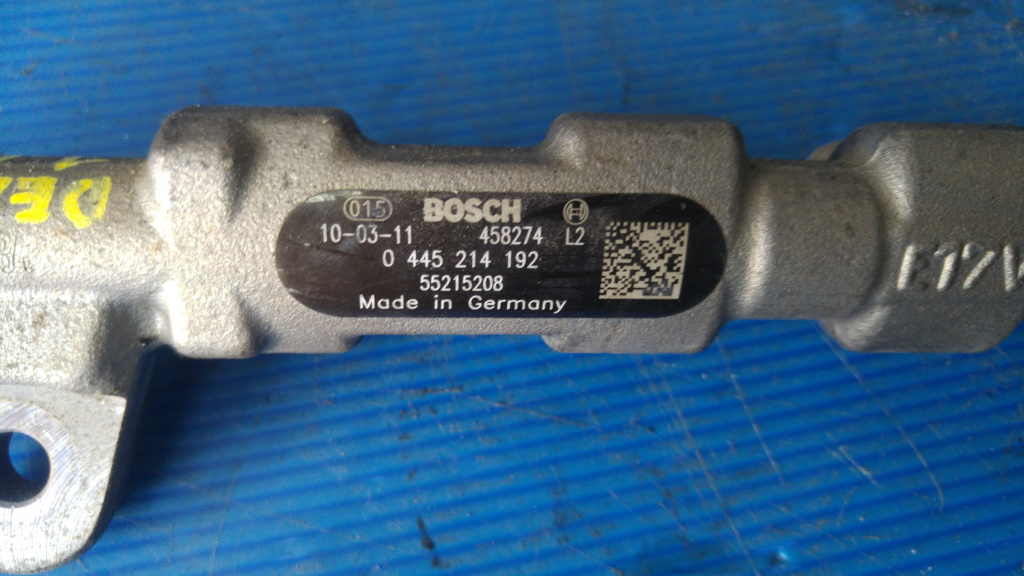 015 BOSCH
10-03-11 458274 L2
0 445 214 192
55215208
Made in Germany